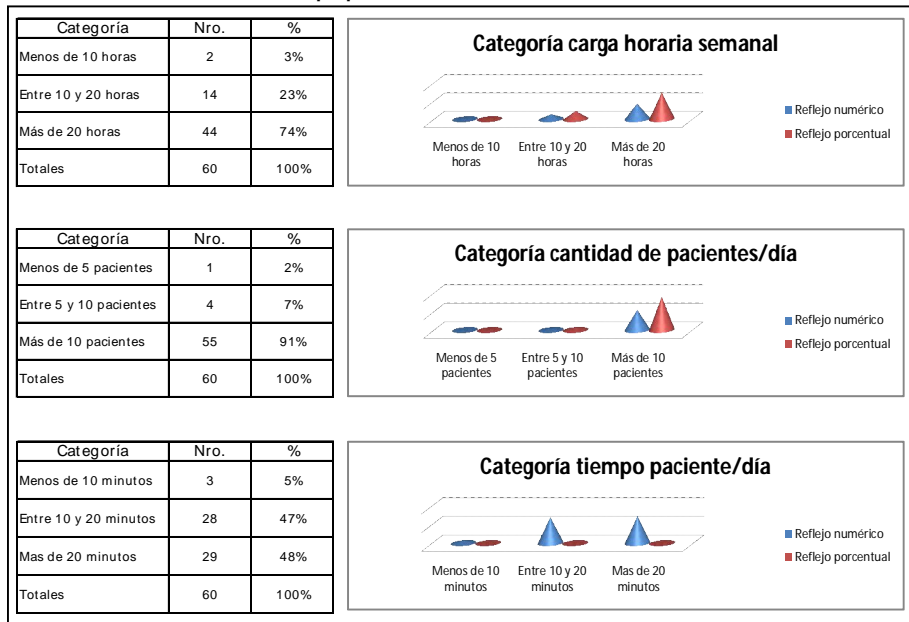 Categoría Nro. %
Menos de 10 horas 2 3%
Entre 10 y 20 horas 14 23%
Más de 20 horas 44 74%
Totales 60 100%
Categoría carga horaria semanal
Menos de 10 horas
Entre 10 y 20 horas
Más de 20 horas
Reflejo numérico
Reflejo porcentual
Categoría Nro. %
Menos de 5 pacientes 1 2%
Entre 5 y 10 pacientes 4 7%
Más de 10 pacientes 55 91%
Totales 60 100%
Categoría cantidad de pacientes/día
Menos de 5 pacientes
Entre 5 y 10 pacientes
Más de 10 pacientes
Reflejo numérico
Reflejo porcentual
Categoría Nro. %
Menos de 10 minutos 3 5%
Entre 10 y 20 minutos 28 47%
Mas de 20 minutos 29 48%
Totales 60 100%
Categoría tiempo paciente/día
Menos de 10 minutos
Entre 10 y 20 minutos
Mas de 20 minutos
Reflejo numérico
Reflejo porcentual